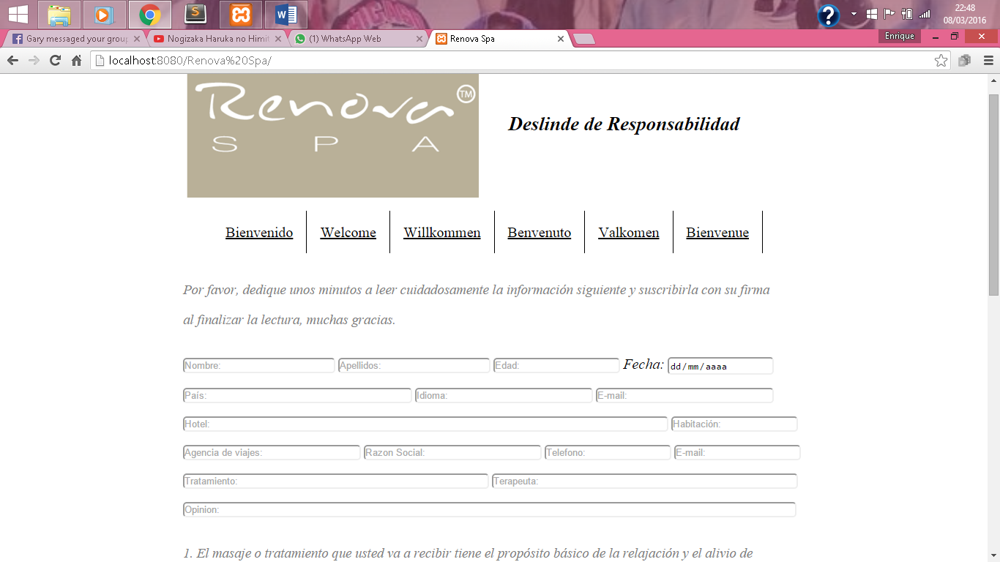 22:48
08/03/2016
Gary messaged your group
Nogizaka Haruka no Himit
(1) WhatsApp Web
Renova Spa
Enrique
localhost:8080/Renova%20Spa/
Renova TM
SPA
Deslinde de Responsabilidad
Bienvenido Welcome Willkommen Benvenuto Valkomen Bienvenue
Por favor, dedique unos minutos a leer cuidadosamente la información siguiente y suscribirla con su firma
al finalizar la lectura, muchas gracias.
Nombre: Apellidos: Edad: Fecha: dd/mm/aaaa
País: Idioma: E-mail:
Hotel: Habitación:
Agencia de viajes: Razon Social: Telefono: E-mail:
Tratamiento: Terapeuta:
Opinion:
1. El masaje o tratamiento que usted va a recibir tiene el propósito básico de la relajación y el alivio de